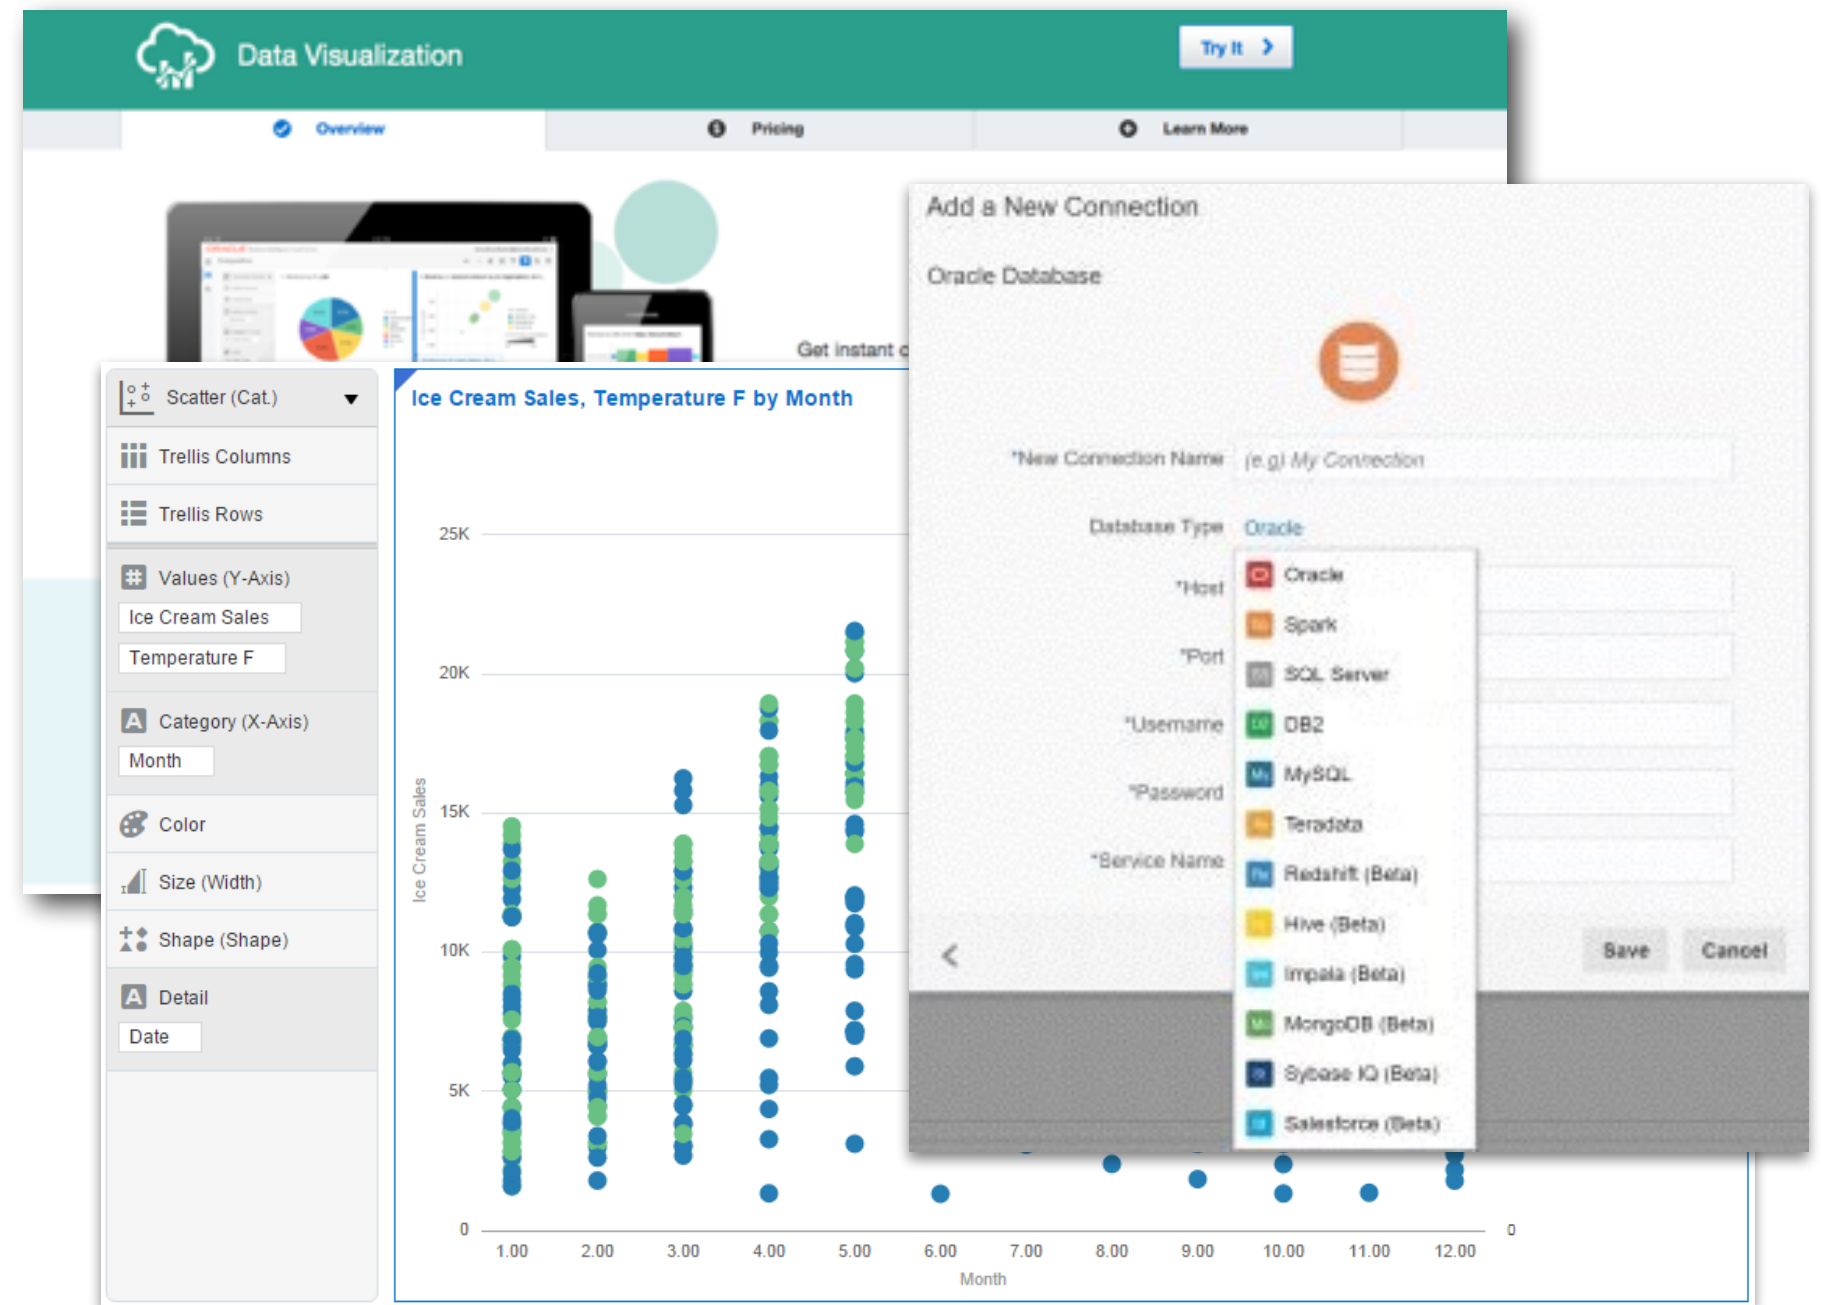 Data Visualization
Try It
Overview
Pricing
Learn More
Get instant c
Add a New Connection
Oracle Database
*New Connection Name
(e.g) My Connection
Database Type
Oracle
*Host
*Port
*Username
*Password
*Service Name
Oracle
Spark
SQL Server
DB2
MySQL
Teradata
Redshift (Beta)
Hive (Beta)
Impala (Beta)
MongoDB (Beta)
Sybase IQ (Beta)
Salesforce (Beta)
Save
Cancel
Scatter (Cat.)
Trellis Columns
Trellis Rows
Values (Y-Axis)
Ice Cream Sales
Temperature F
Category (X-Axis)
Month
Color
Size (Width)
Shape (Shape)
Detail
Date
Ice Cream Sales, Temperature F by Month
Ice Cream Sales
25K
20K
15K
10K
5K
0
0
1.00 2.00 3.00 4.00 5.00 6.00 7.00 8.00 9.00 10.00 11.00 12.00
Month